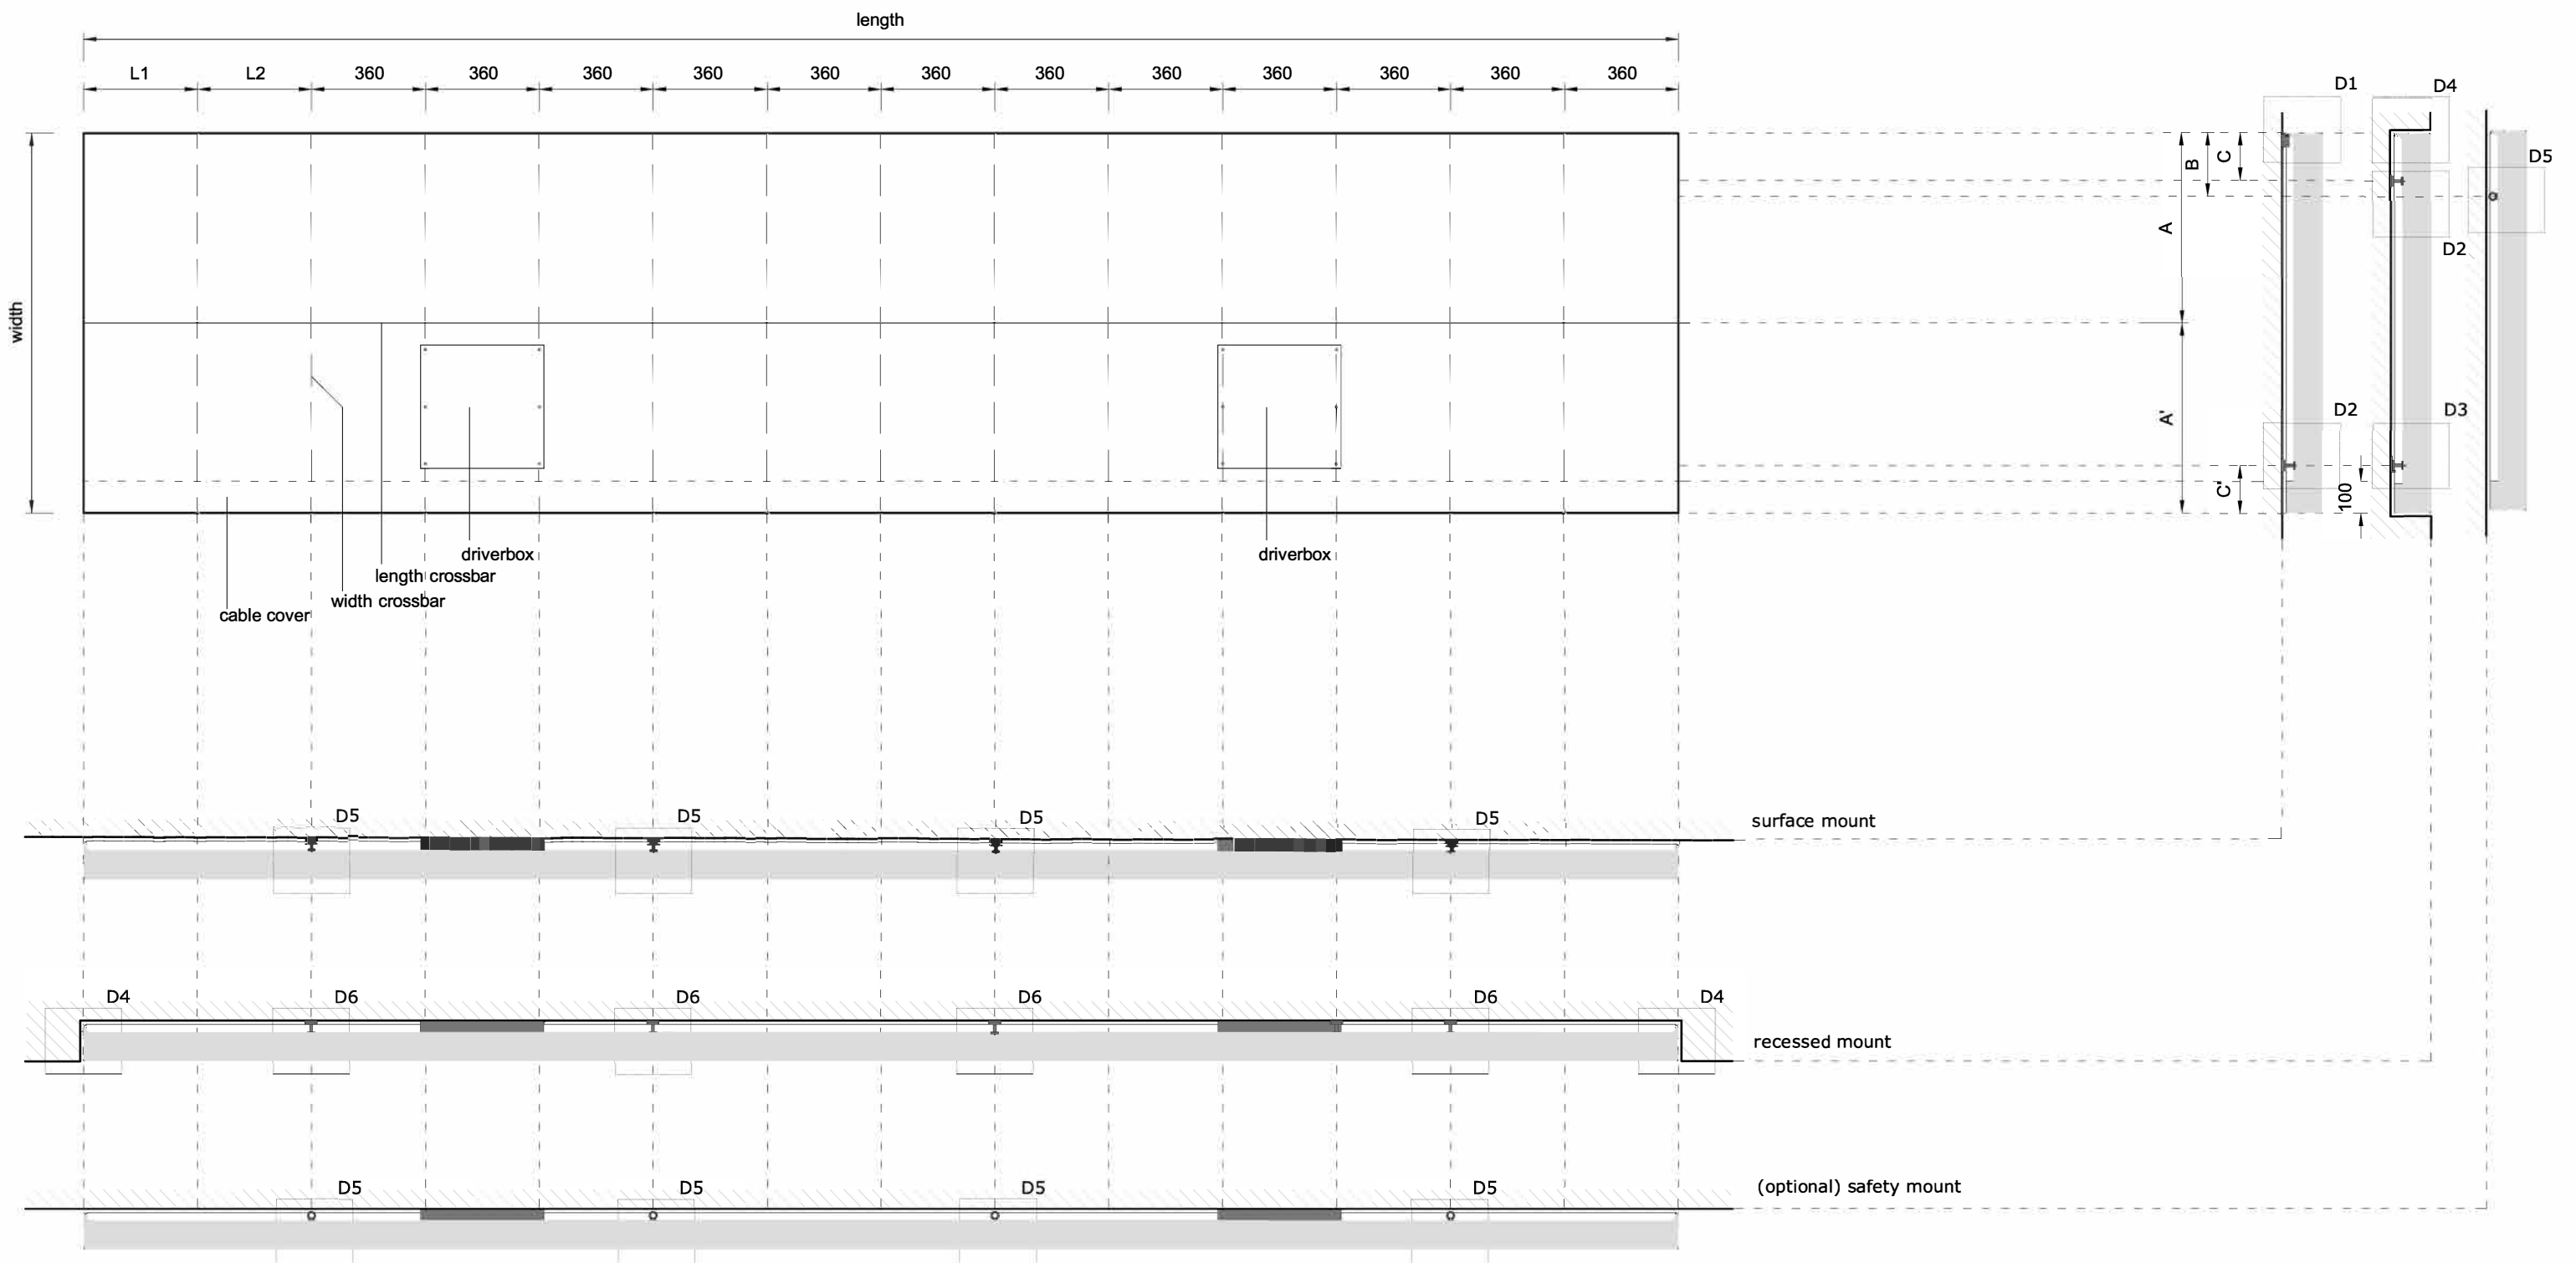 length
L1 L2 360 360 360 360 360 360 360 360 360 360 360 360
D1 D4
B C D5
A
D2
width
D2 D3
A'
C' 100
driverbox driverbox
length crossbar
width crossbar
cable cover
D5 D5 D5 D5
surface mount
D4 D6 D6 D6 D6 D4
recessed mount
D5 D5 D5 D5
(optional) safety mount